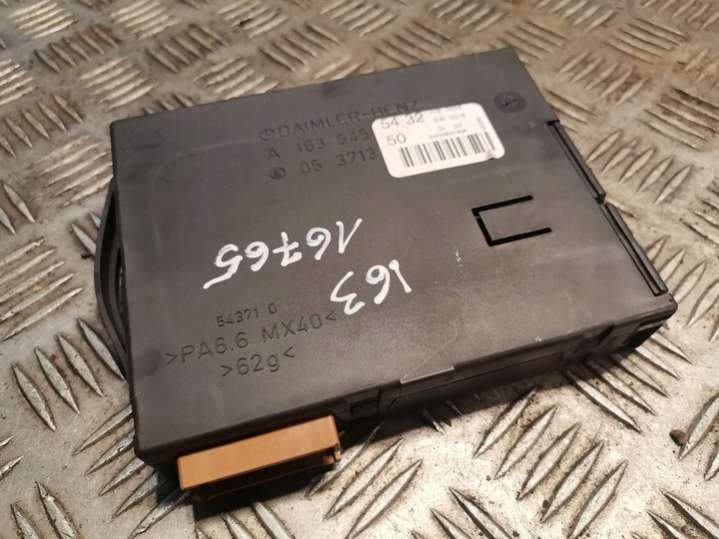 DAIMLER-BENZ
A 163 545 54 32
05 3713 50
163
16765
54371 0
>PA6.6 MX40<
>62g<